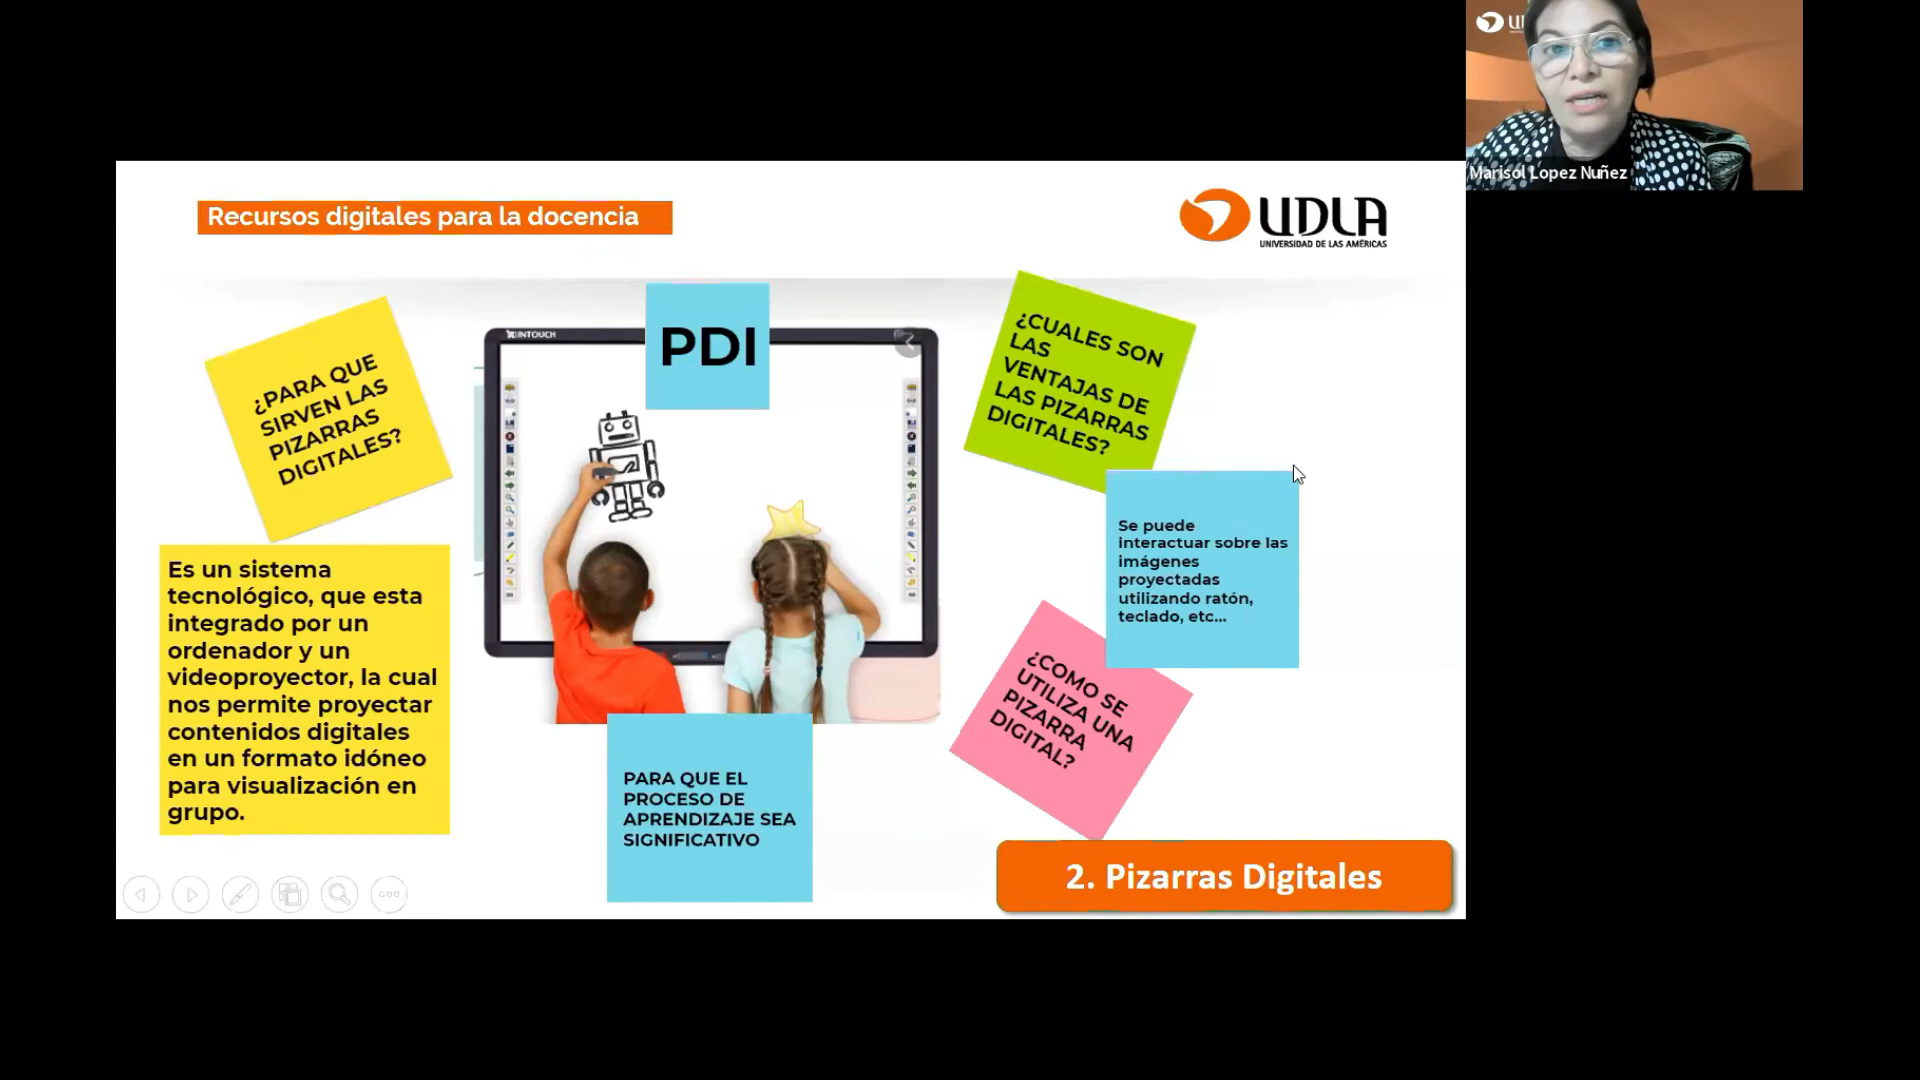 Marisol Lopez Nuñez
Recursos digitales para la docencia
UDLA
UNIVERSIDAD DE LAS AMÉRICAS
¿PARA QUE
SIRVEN LAS
PIZARRAS
DIGITALES?
Es un sistema
tecnológico, que esta
integrado por un
ordenador y un
videoproyector, la cual
nos permite proyectar
contenidos digitales
en un formato idóneo
para visualización en
grupo.
INTOUCH
PDI
PARA QUE EL
PROCESO DE
APRENDIZAJE SEA
SIGNIFICATIVO
¿CUALES SON
LAS
VENTAJAS DE
LAS PIZARRAS
DIGITALES?
Se puede
interactuar sobre las
imágenes
proyectadas
utilizando ratón,
teclado, etc...
¿COMO SE
UTILIZA UNA
PIZARRA
DIGITAL?
2. Pizarras Digitales